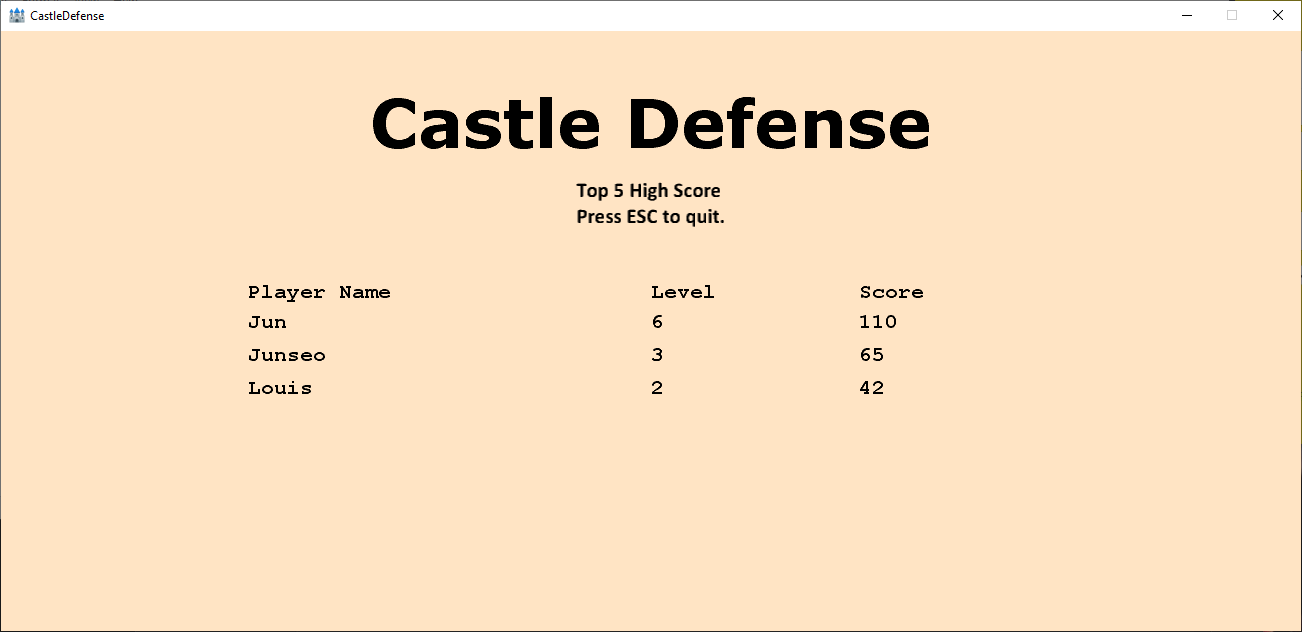 CastleDefense
Castle Defense
Top 5 High Score
Press ESC to quit.
Player Name Level Score
Jun 6 110
Junseo 3 65
Louis 2 42